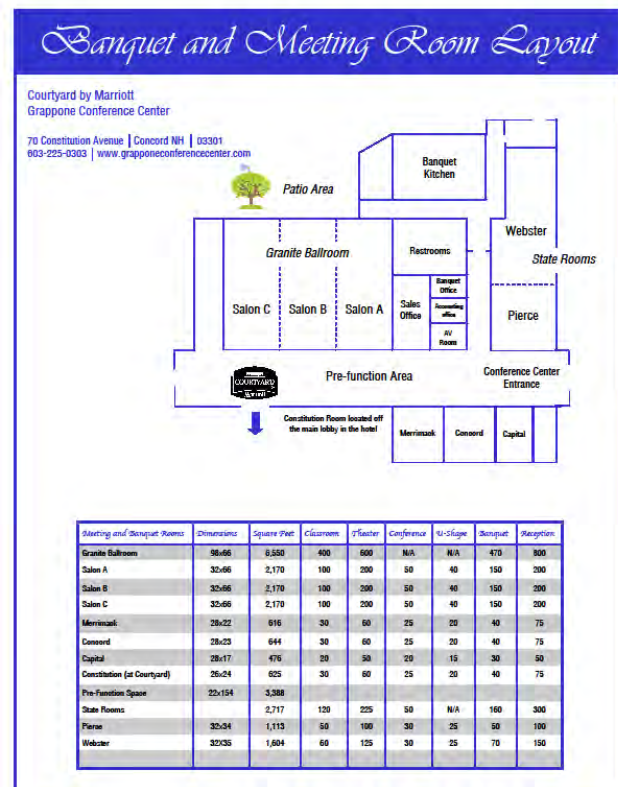 Banquet and Meeting Room Layout
Courtyard by Marriott
Grappone Conference Center
70 Constitution Avenue | Concord NH | 03301
603-225-0303 | www.grapponeconferencecenter.com
Banquet
Kitchen
Patio Area
Webster
State Rooms
Granite Ballroom
Restrooms
Banquet
Office
Salon C
Salon B
Salon A
Sales
Office
Accounting
office
Pierce
AV
Room
COURTYARD
Pre-function Area
Conference Center
Entrance
Constitution Room located off
the main lobby in the hotel
Merrimack
Concord
Capital
Meeting and Banquet Rooms Dimensions Square Feet Classroom Theater Conference U-Shape Banquet Reception
Granite Ballroom 98x66 6,550 400 600 N/A N/A 470 800
Salon A 32x66 2,170 100 200 50 40 150 200
Salon B 32x66 2,170 100 200 50 40 150 200
Salon C 32x66 2,170 100 200 50 40 150 200
Merrimack 28x22 616 30 60 25 20 40 75
Concord 28x23 644 30 60 25 20 40 75
Capital 28x17 476 20 50 20 15 30 50
Constitution (at Courtyard) 26x24 625 30 60 25 20 40 75
Pre-Function Space 22x154 3,388
State Rooms 2,717 120 225 50 N/A 160 300
Pierce 32x34 1,113 50 100 30 25 50 100
Webster 32X35 1,604 60 125 30 25 70 150